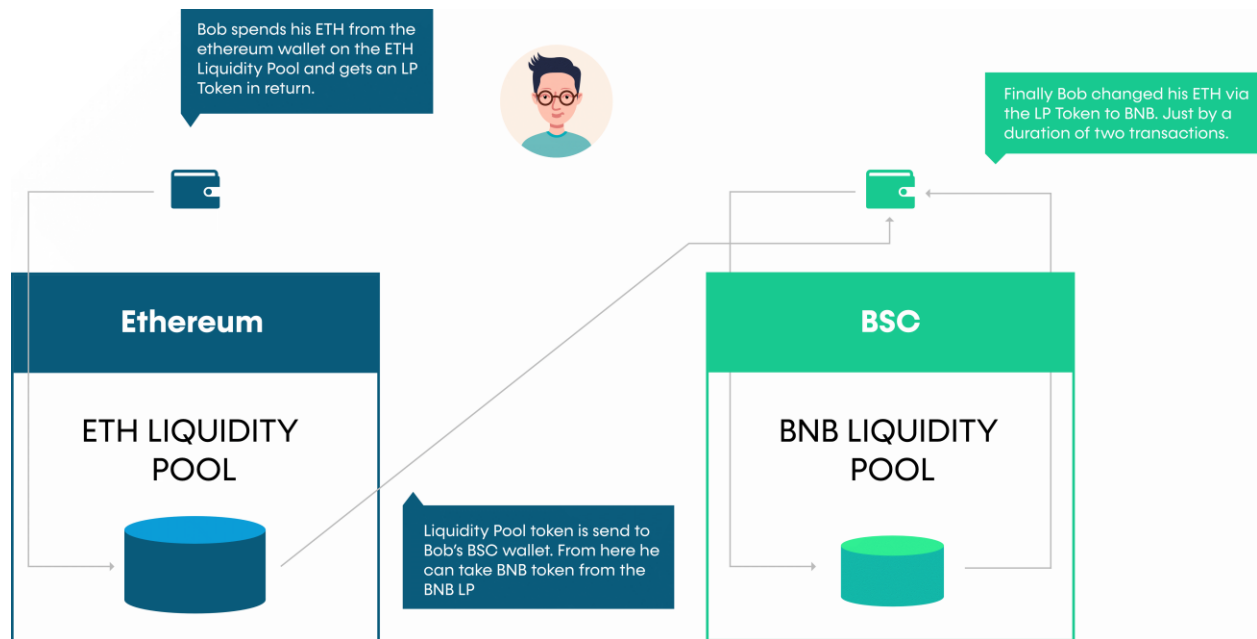 Bob spends his ETH from the
ethereum wallet on the ETH
Liquidity Pool and gets an LP
Token in return.
Finally Bob changed his ETH via
the LP Token to BNB. Just by a
duration of two transactions.
Ethereum
BSC
ETH LIQUIDITY
POOL
BNB LIQUIDITY
POOL
Liquidity Pool token is send to
Bob's BSC wallet. From here he
can take BNB token from the
BNB LP